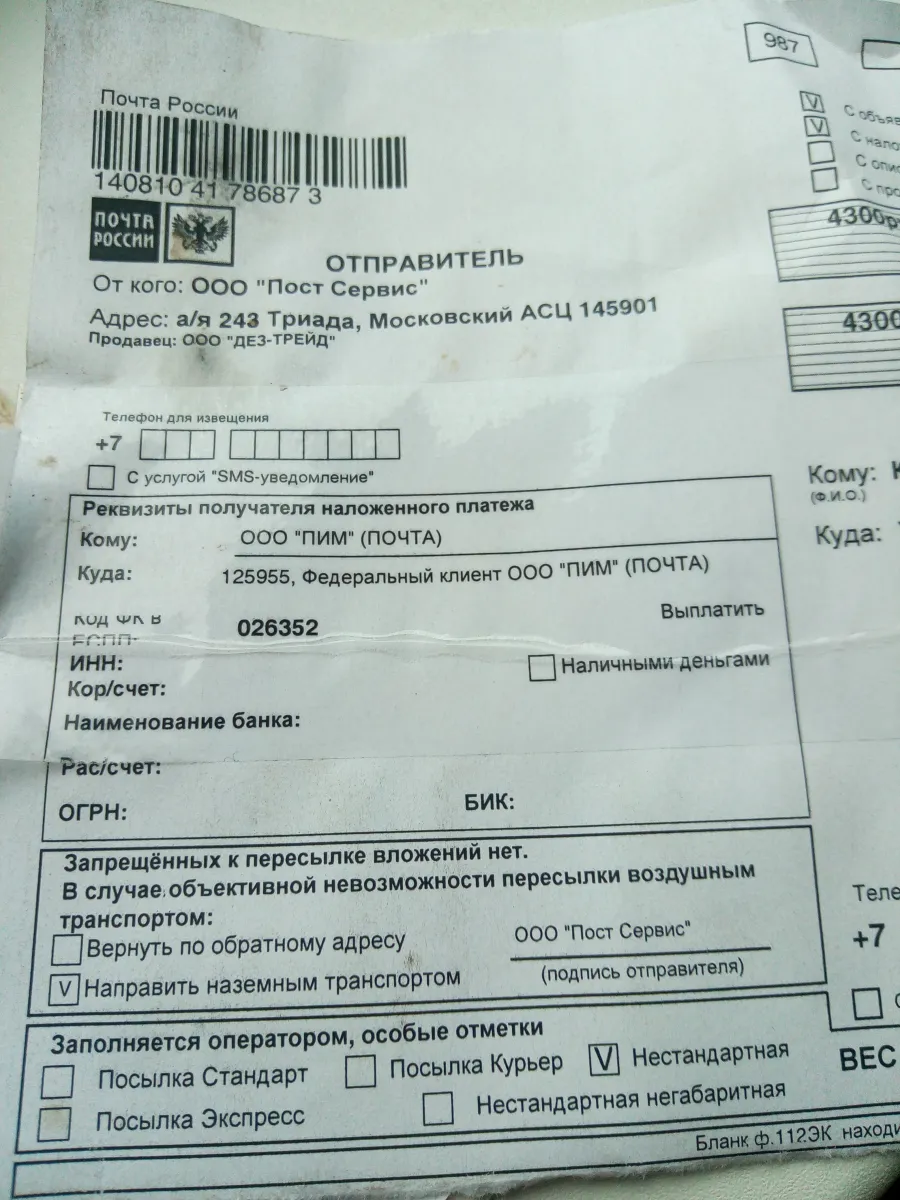 987
Почта России
140810 41 78687 3
ПОЧТА
РОССИИ
V С
V С
С
С
4300р
4300
ОТПРАВИТЕЛЬ
От кого: ООО "Пост Сервис"
Адрес: а/я 243 Триада, Московский АСЦ 145901
Продавец: ООО "ДЕЗ-ТРЕЙД"
Телефон для извещения
+7
С услугой "SMS-уведомление"
Реквизиты получателя наложенного платежа
Кому: ООО "ПИМ" (ПОЧТА)
Куда: 125955, Федеральный клиент ООО "ПИМ" (ПОЧТА)
Выплатить
026352
ИНН:
Наличными деньгами
Кор/счет:
Наименование банка:
Рас/счет:
ОГРН: БИК:
Кому:
(Ф.И.О.)
Куда:
Запрещённых к пересылке вложений нет.
В случае объективной невозможности пересылки воздушным
транспортом:
Вернуть по обратному адресу
ООО "Пост Сервис"
V Направить наземным транспортом
(подпись отправителя)
+7
Заполняется оператором, особые отметки
Посылка Стандарт Посылка Курьер V Нестандартная
Посылка Экспресс Нестандартная негабаритная
ВЕС
Бланк ф.112ЭК